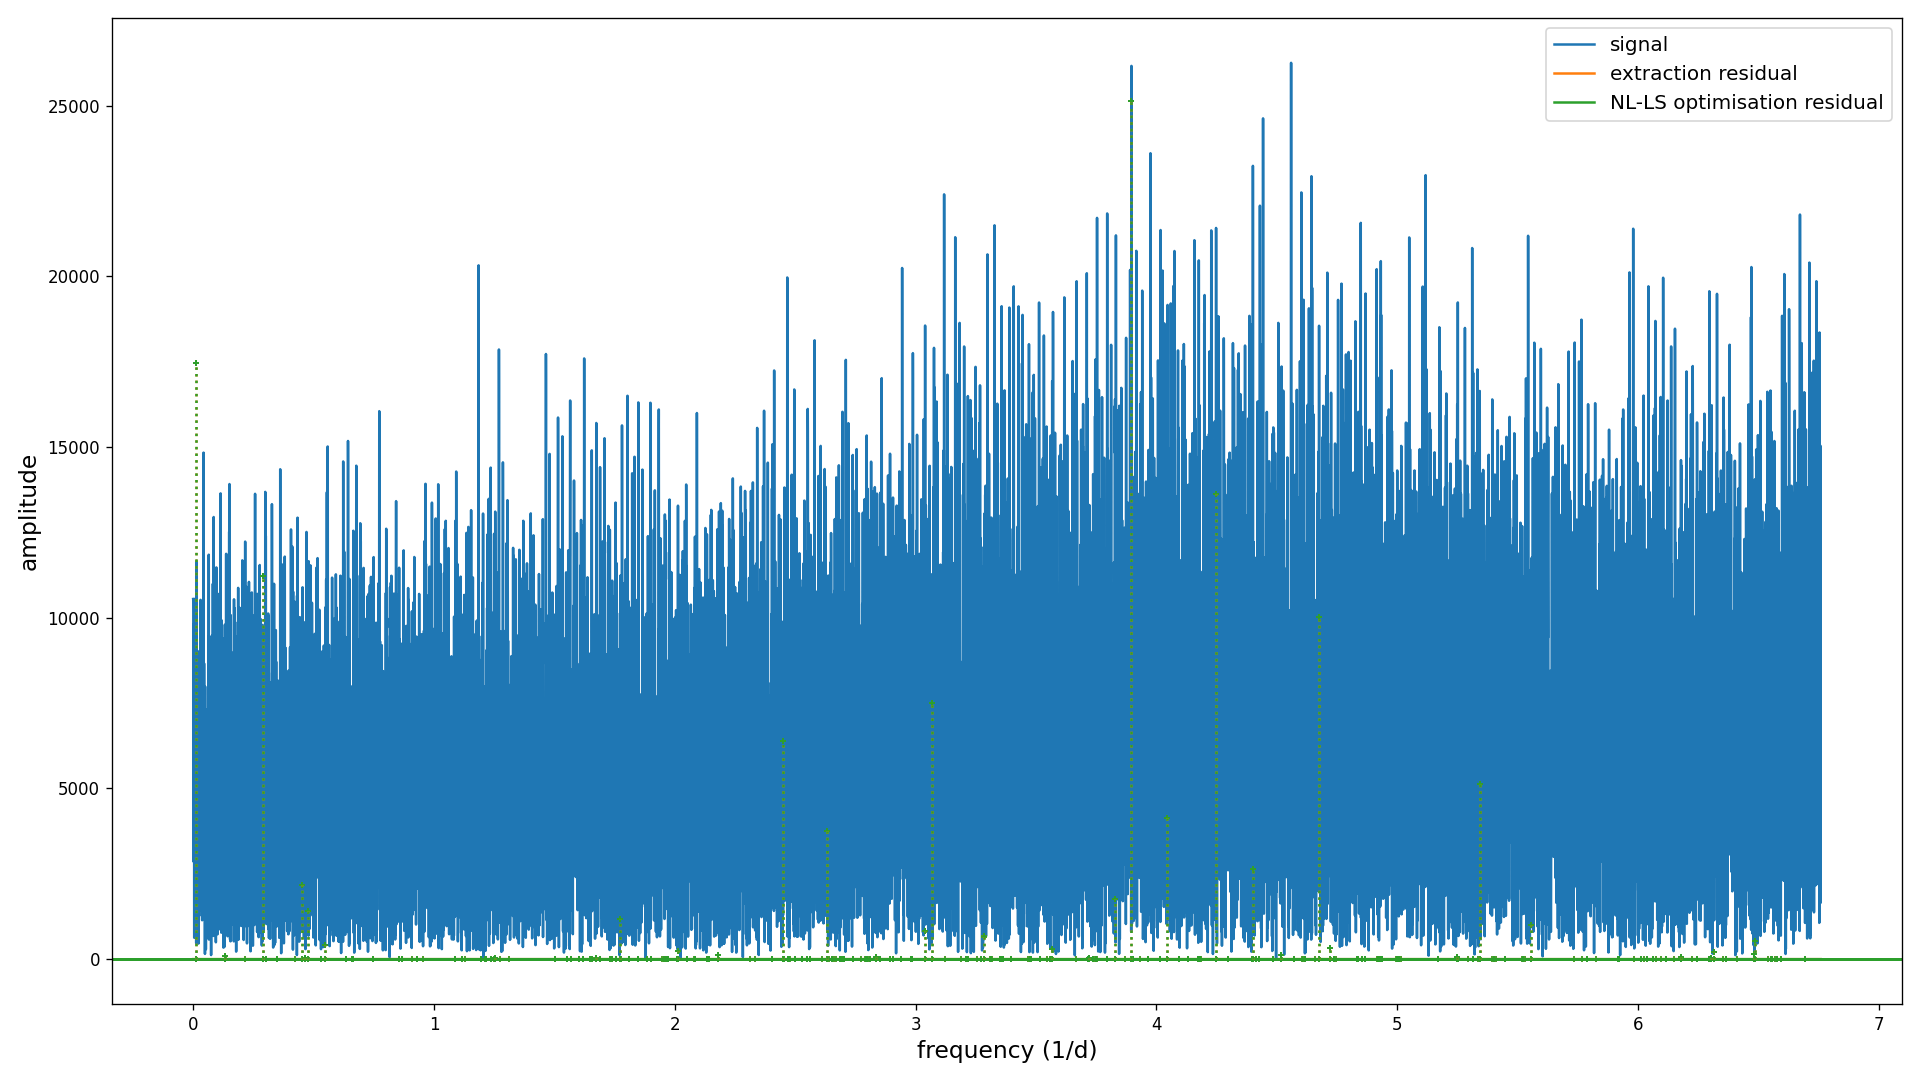 signal
extraction residual
NL-LS optimisation residual
25000
20000
15000
10000
5000
0
amplitude
0 1 2 3 4 5 6 7
frequency (1/d)